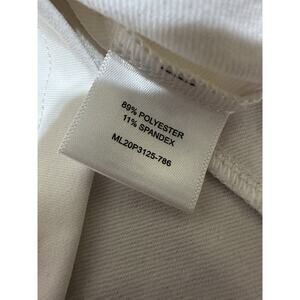 89% POLYESTER
11% SPANDEX
ML20P3125-786